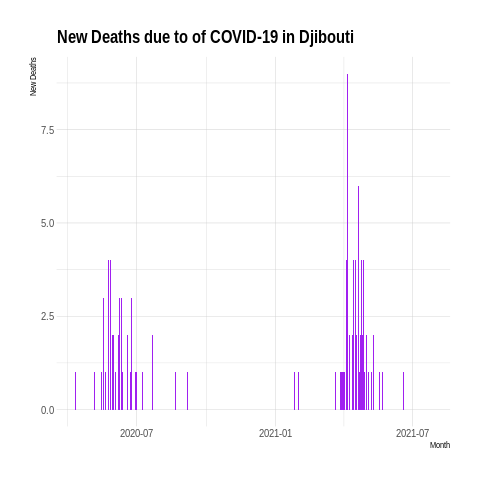 New Deaths due to of COVID-19 in Djibouti
New Deaths
7.5
5.0
2.5
0.0
2020-07
2021-01
2021-07
Month